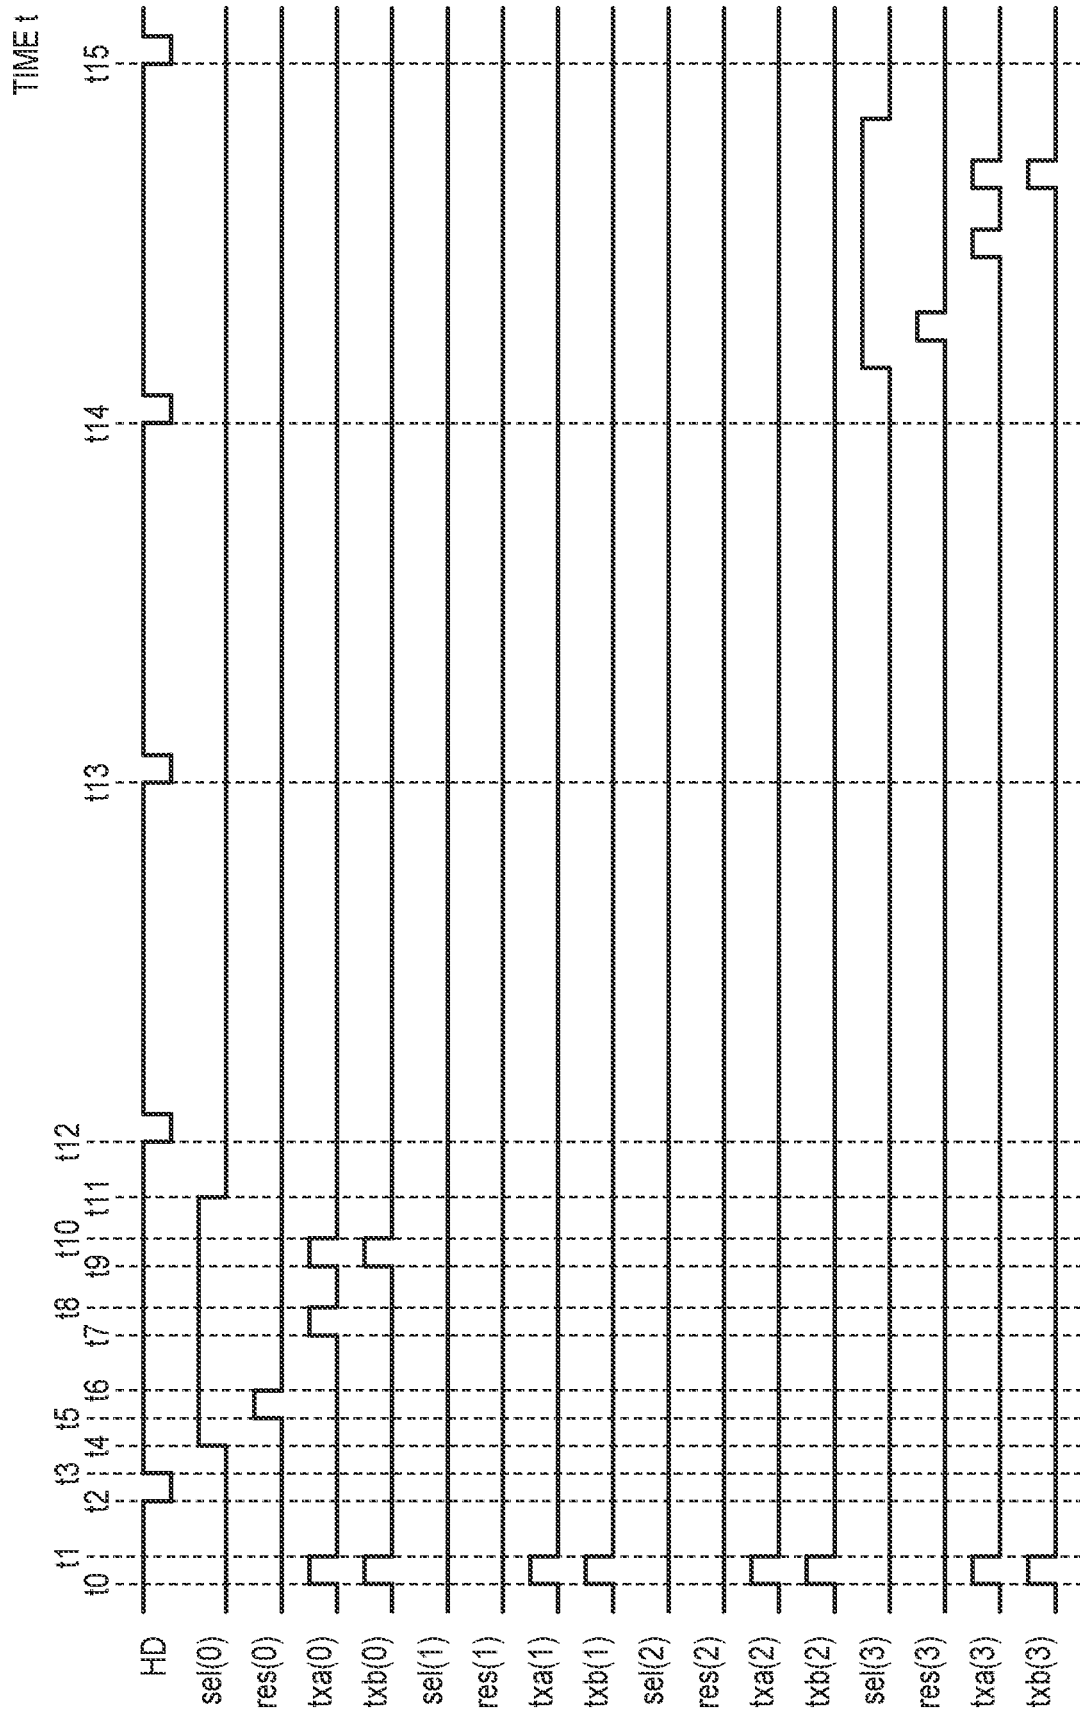 TIME t
t0
t1
t2
t3
t4
t5
t6
t7
t8
t9
t10
t11
t12
t13
t14
t15
HD
sel(0)
res(0)
txa(0)
txb(0)
sel(1)
res(1)
txa(1)
txb(1)
sel(2)
res(2)
txa(2)
txb(2)
sel(3)
res(3)
txa(3)
txb(3)